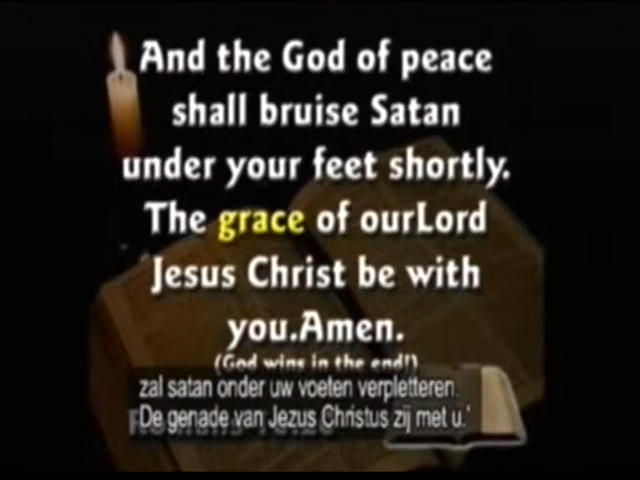 And the God of peace
shall bruise Satan
under your feet shortly.
The grace of ourLord
Jesus Christ be with
you.Amen.
(God wins in the end!)
zal satan onder uw voeten verpletteren.
De genade van Jezus Christus zij met u.'